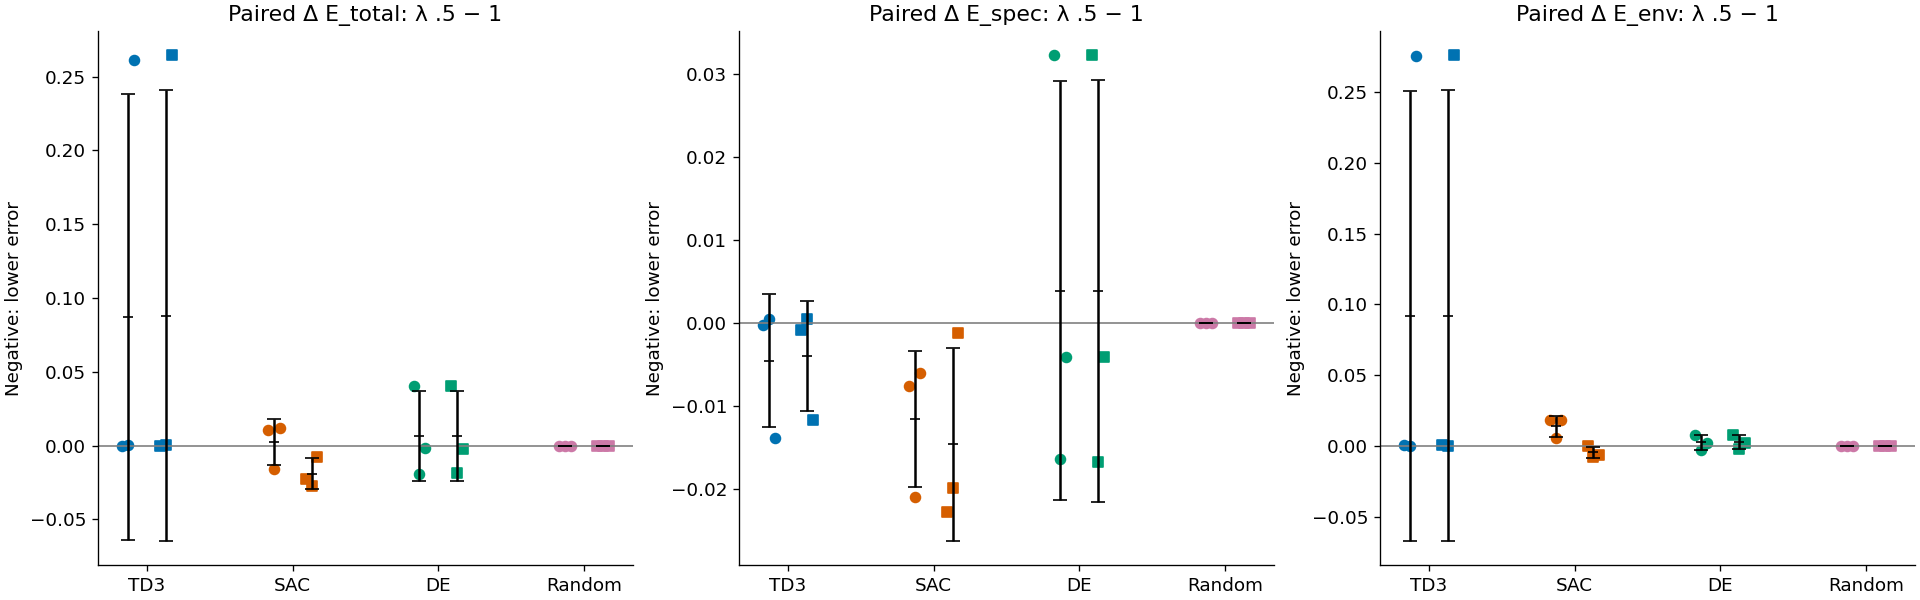 Paired Δ E_total: λ .5 − 1
Negative: lower error
0.25
0.20
0.15
0.10
0.05
0.00
−0.05
TD3
SAC
DE
Random
Paired Δ E_spec: λ .5 − 1
Negative: lower error
0.03
0.02
0.01
0.00
−0.01
−0.02
TD3
SAC
DE
Random
Paired Δ E_env: λ .5 − 1
Negative: lower error
0.25
0.20
0.15
0.10
0.05
0.00
−0.05
TD3
SAC
DE
Random